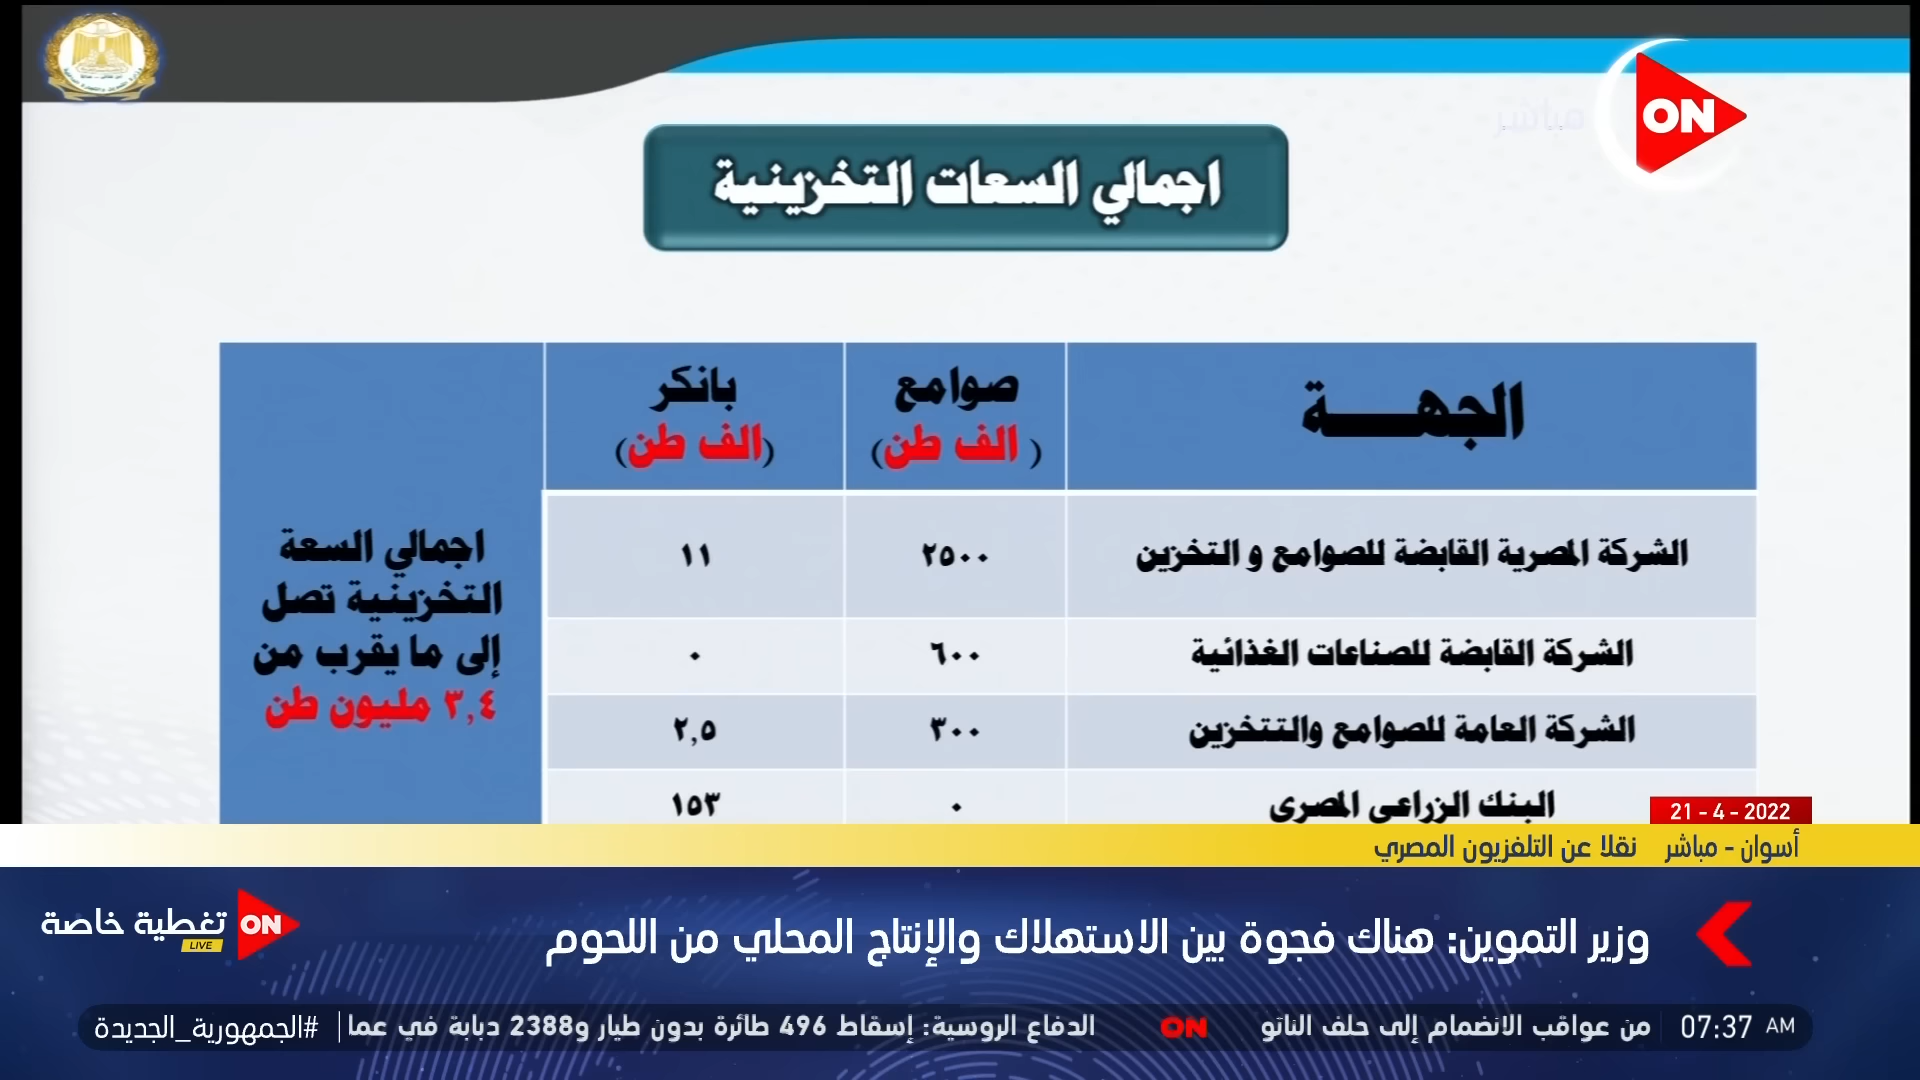 مباشر
ON
اجمالي السعات التخزينية
الجهـــــة
صوامع
( الف طن)
بانكر
(الف طن)
الشركة المصرية القابضة للصوامع و التخزين
٢٥٠٠
١١
الشركة القابضة للصناعات الغذائية
٦٠٠
٠
الشركة العامة للصوامع والتتخزين
٣٠٠
٢,٥
البنك الزراعى المصرى
٠
١٥٣
اجمالي السعة
التخزينية تصل
إلى ما يقرب من
٣,٤ مليون طن
21 - 4 - 2022
أسوان - مباشر نقلا عن التلفزيون المصري
وزير التموين: هناك فجوة بين الاستهلاك والإنتاج المحلي من اللحوم
ON تغطية خاصة
LIVE
07:37 AM
من عواقب الانضمام إلى حلف الناتو ON الدفاع الروسية: إسقاط 496 طائرة بدون طيار و2388 دبابة في عما
#الجمهورية_الجديدة